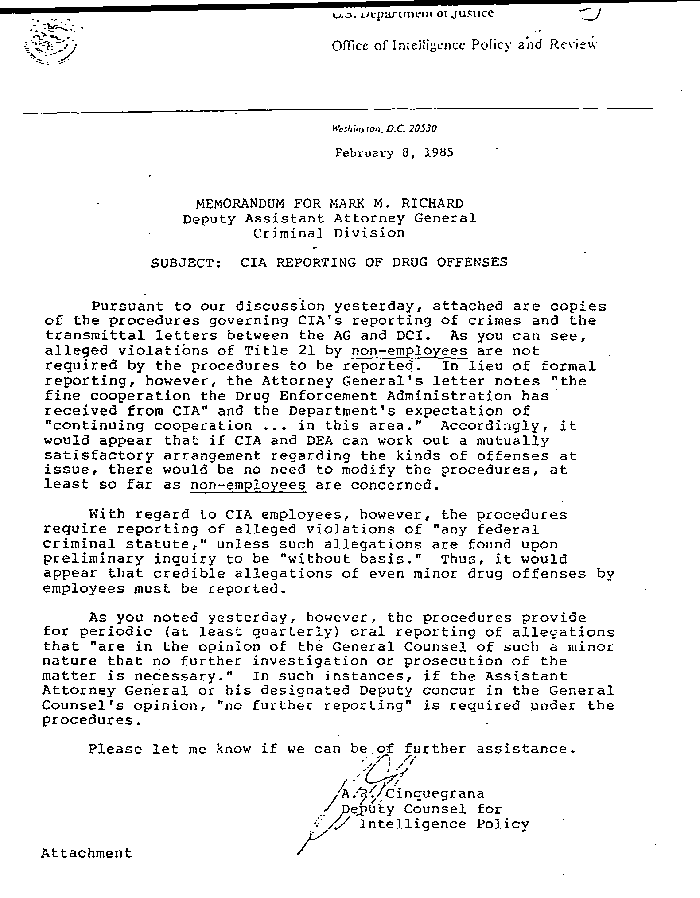 U.S. Department of Justice
Office of Intelligence Policy and Review
Washington, D.C. 20530
February 8, 1985
MEMORANDUM FOR MARK M. RICHARD
Deputy Assistant Attorney General
Criminal Division
SUBJECT: CIA REPORTING OF DRUG OFFENSES
Pursuant to our discussion yesterday, attached are copies
of the procedures governing CIA's reporting of crimes and the
transmittal letters between the AG and DCI. As you can see,
alleged violations of Title 21 by non-employees are not
required by the procedures to be reported. In lieu of formal
reporting, however, the Attorney General's letter notes "the
fine cooperation the Drug Enforcement Administration has
received from CIA" and the Department's expectation of
"continuing cooperation ... in this area." Accordingly, it
would appear that if CIA and DEA can work out a mutually
satisfactory arrangement regarding the kinds of offenses at
issue, there would be no need to modify the procedures, at
least so far as non-employees are concerned.
With regard to CIA employees, however, the procedures
require reporting of alleged violations of "any federal
criminal statute," unless such allegations are found upon
preliminary inquiry to be "without basis." Thus, it would
appear that credible allegations of even minor drug offenses by
employees must be reported.
As you noted yesterday, however, the procedures provide
for periodic (at least quarterly) oral reporting of allegations
that "are in the opinion of the General Counsel of such a minor
nature that no further investigation or prosecution of the
matter is necessary." In such instances, if the Assistant
Attorney General or his designated Deputy concur in the General
Counsel's opinion, "no further reporting" is required under the
procedures.
Please let me know if we can be of further assistance.
A.R. Cinquegrana
Deputy Counsel for
Intelligence Policy
Attachment